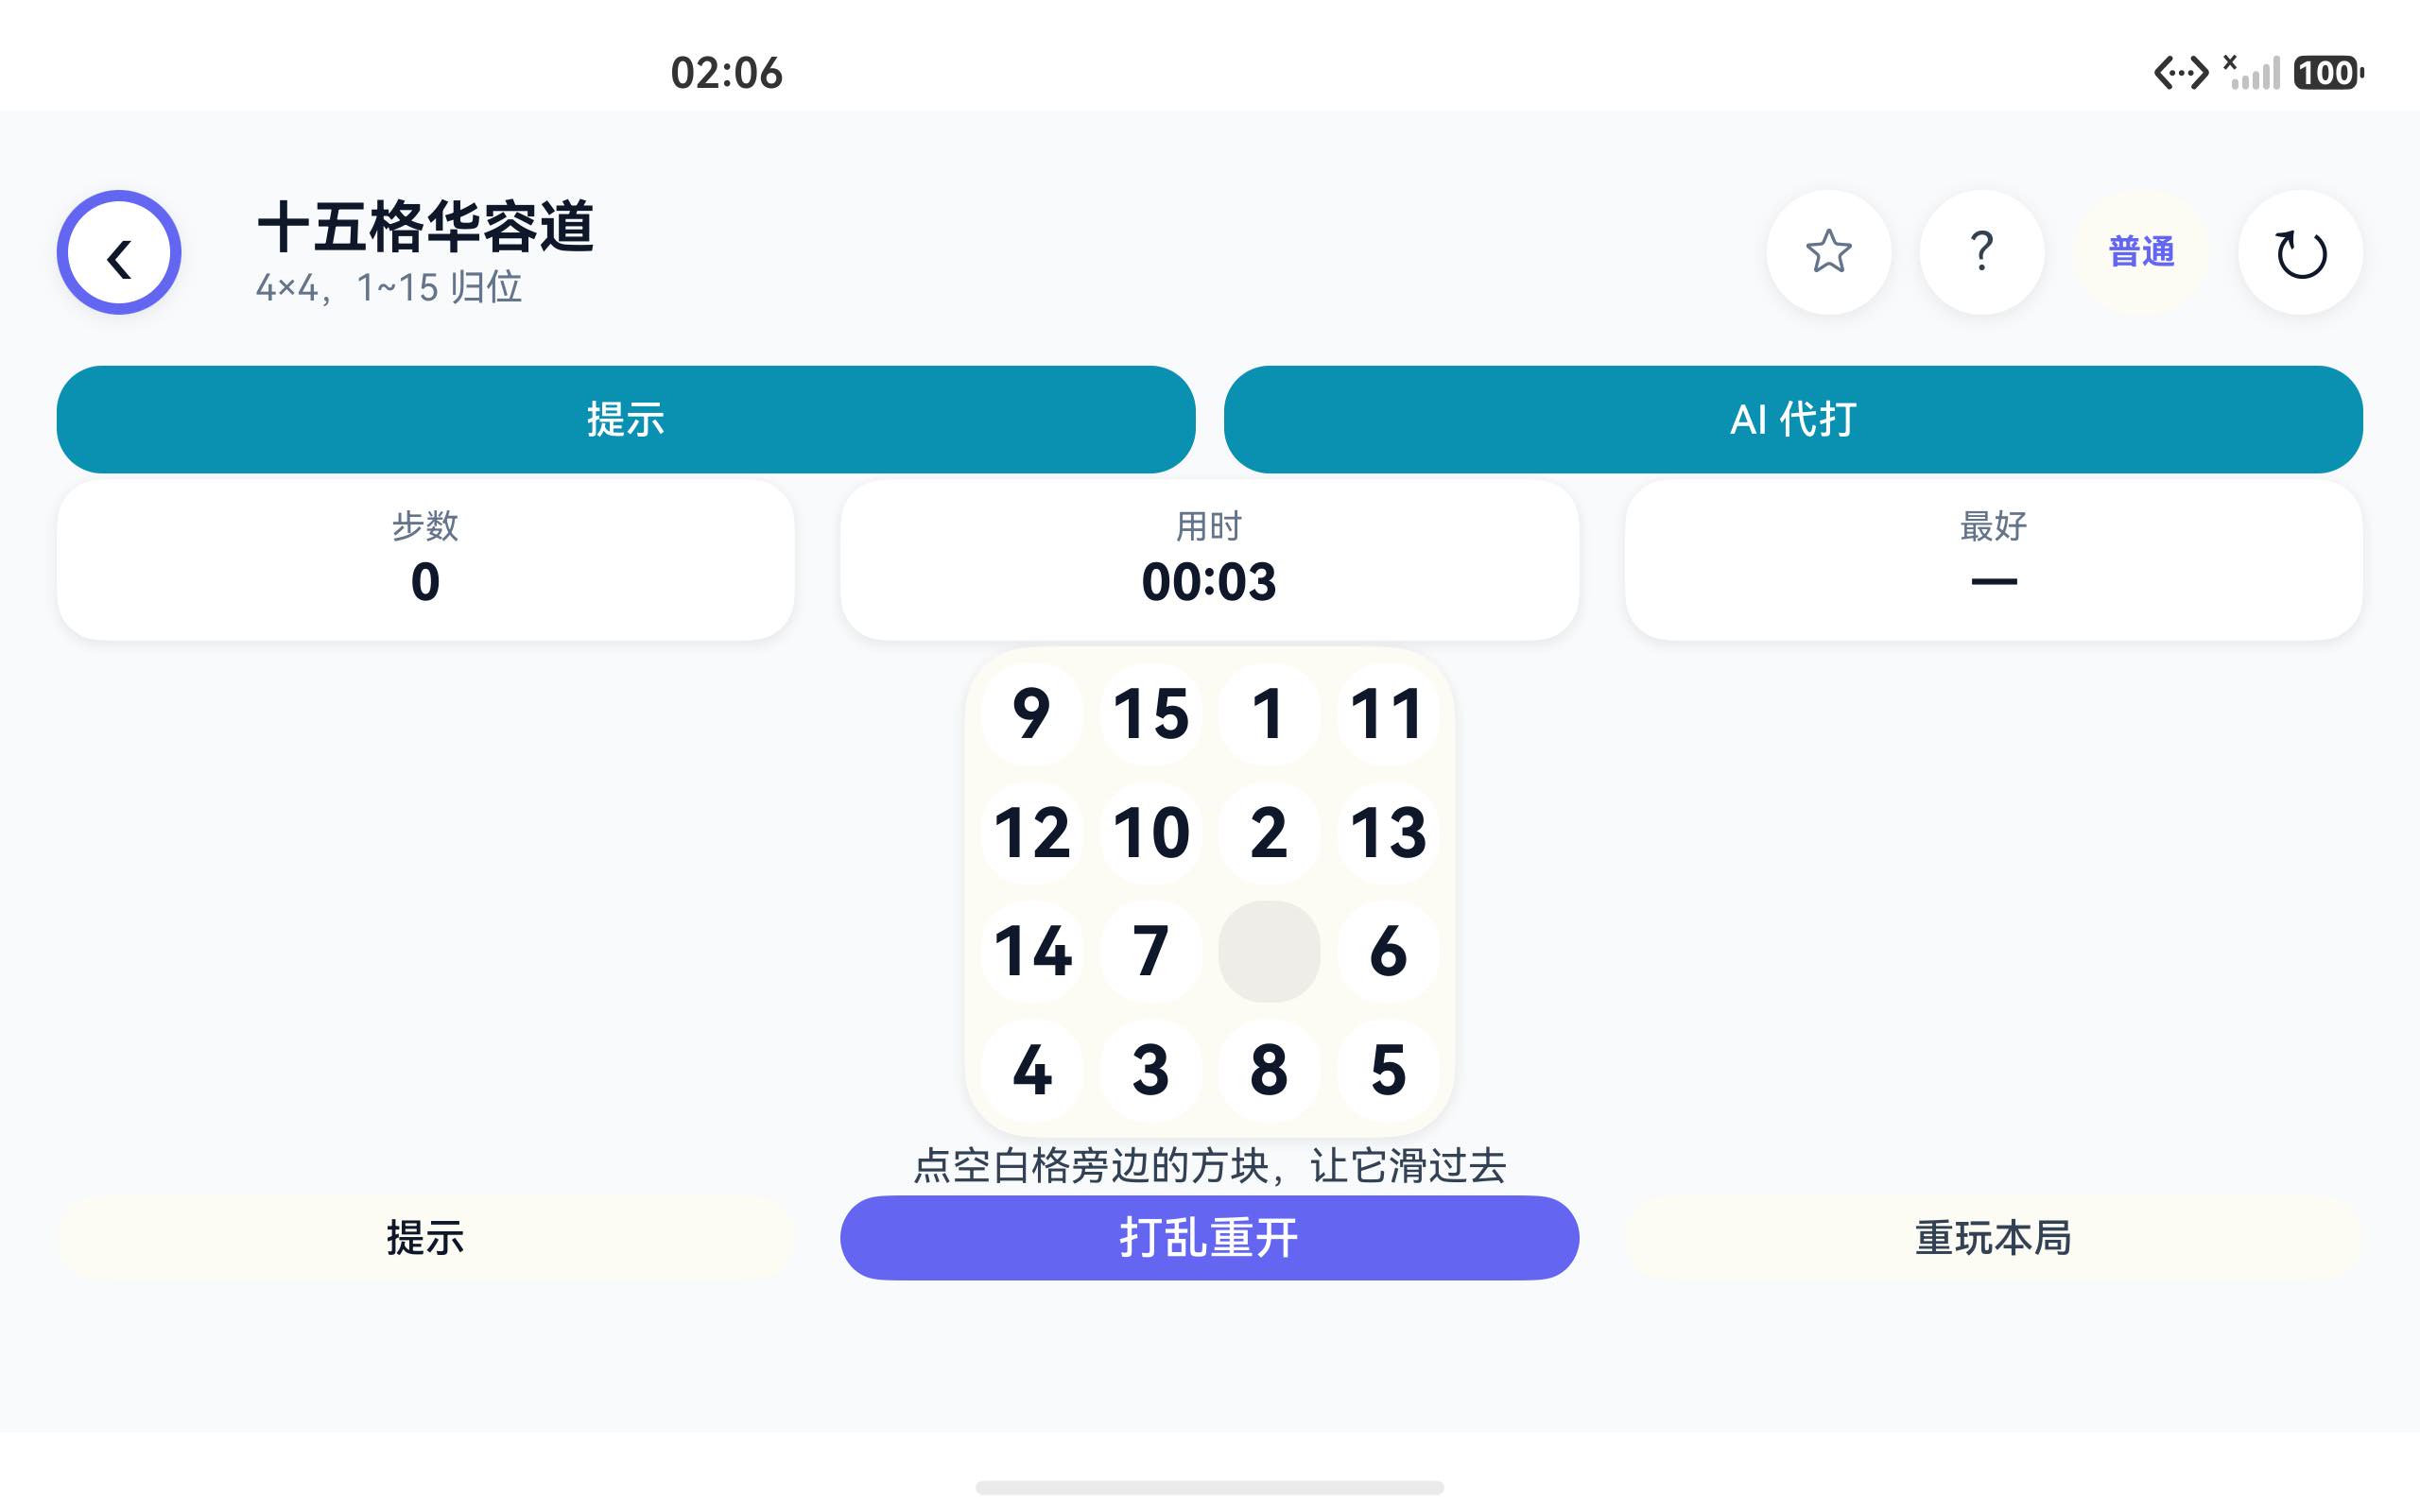 02:06
100
十五格华容道
4×4，1~15 归位
?
普通
提示
AI 代打
步数
0
用时
00:03
最好
—
9 15 1 11
12 10 2 13
14 7 6
4 3 8 5
点空白格旁边的方块，让它滑过去
提示
打乱重开
重玩本局